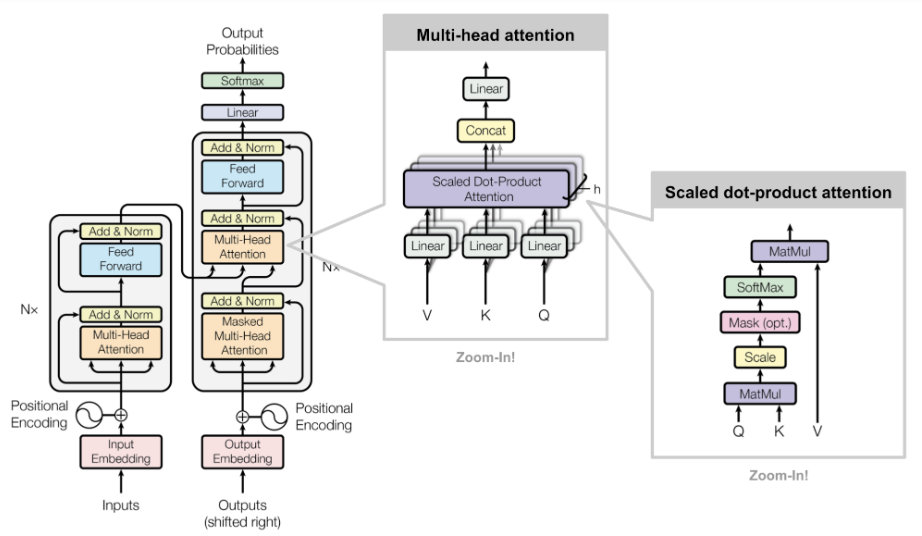 Output
Probabilities
Softmax
Linear
Add & Norm
Feed
Forward
Add & Norm
Multi-Head
Attention
Nx
Add & Norm
Masked
Multi-Head
Attention
Positional
Encoding
Output
Embedding
Outputs
(shifted right)
Add & Norm
Feed
Forward
Nx
Add & Norm
Multi-Head
Attention
Positional
Encoding
Input
Embedding
Inputs
Multi-head attention
Linear
Concat
Scaled Dot-Product
Attention
h
Linear
Linear
Linear
V
K
Q
Zoom-In!
Scaled dot-product attention
MatMul
SoftMax
Mask (opt.)
Scale
MatMul
Q
K
V
Zoom-In!